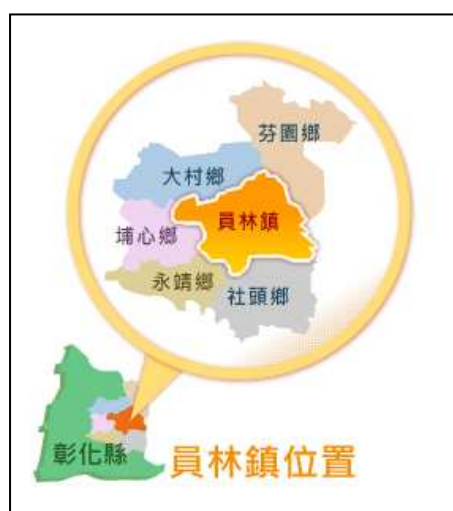 芬園鄉
大村鄉
員林鎮
埔心鄉
永靖鄉
社頭鄉
彰化縣
員林鎮位置